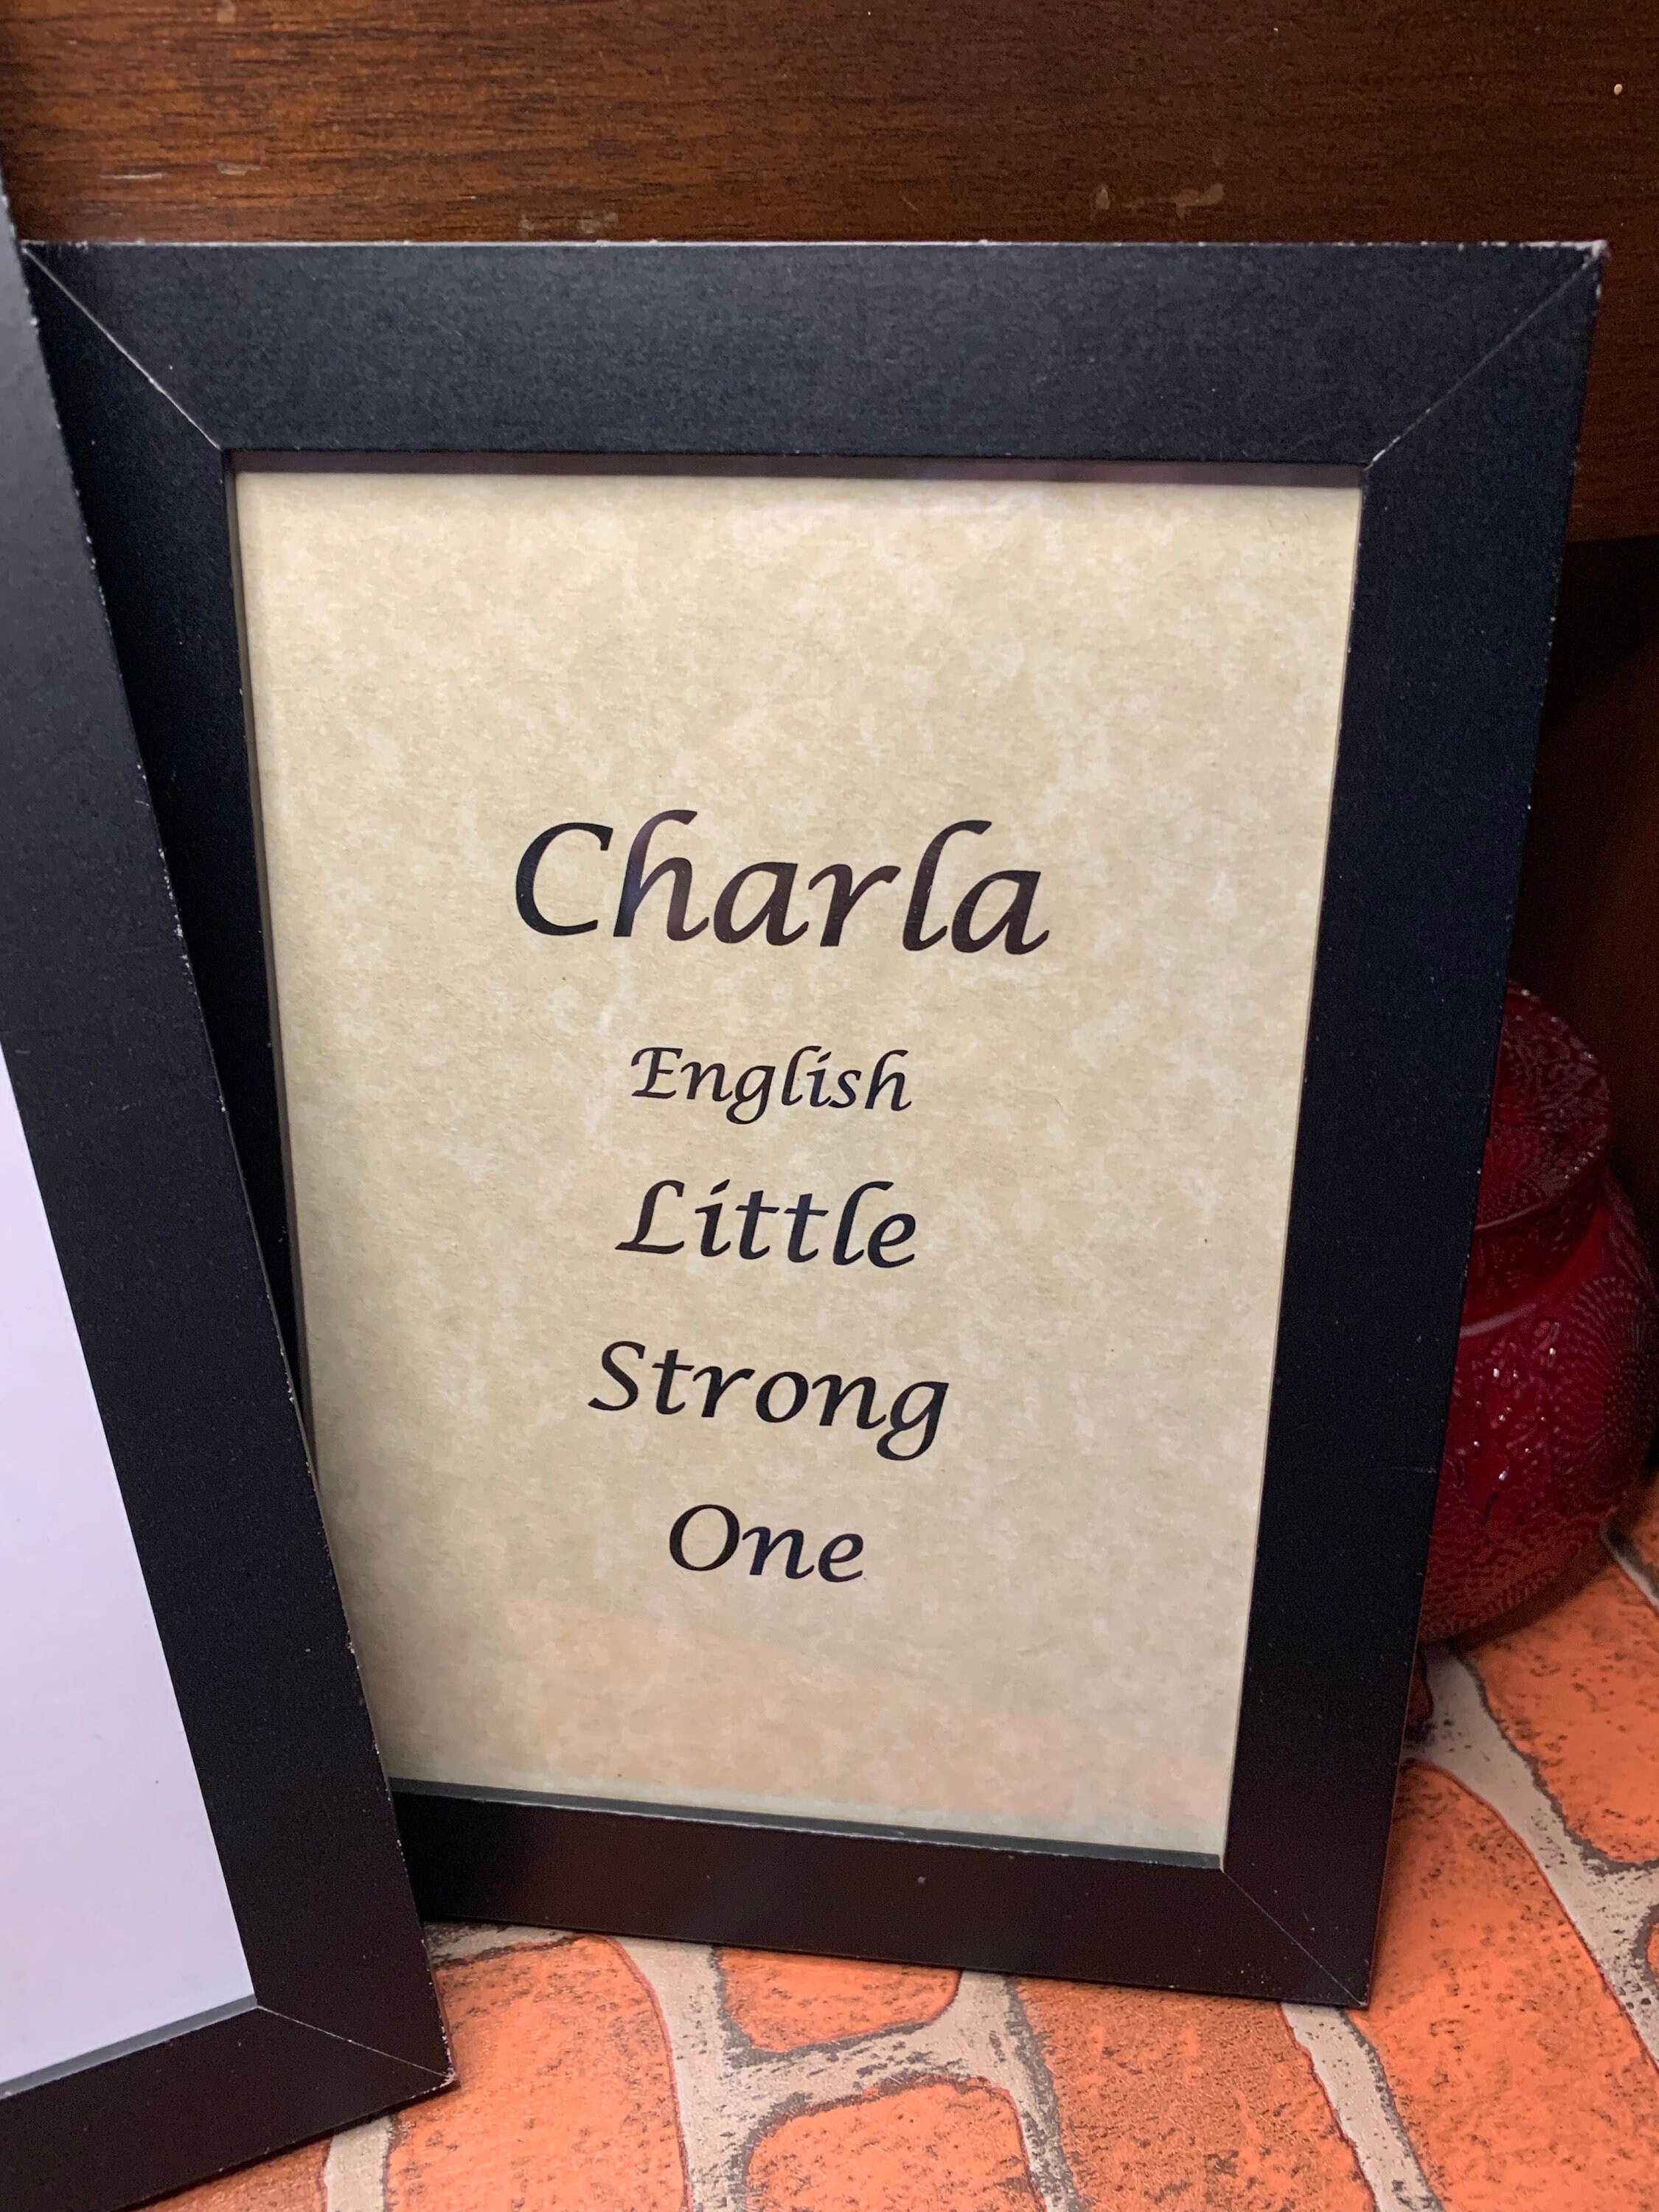 Charla
English
Little
Strong
One